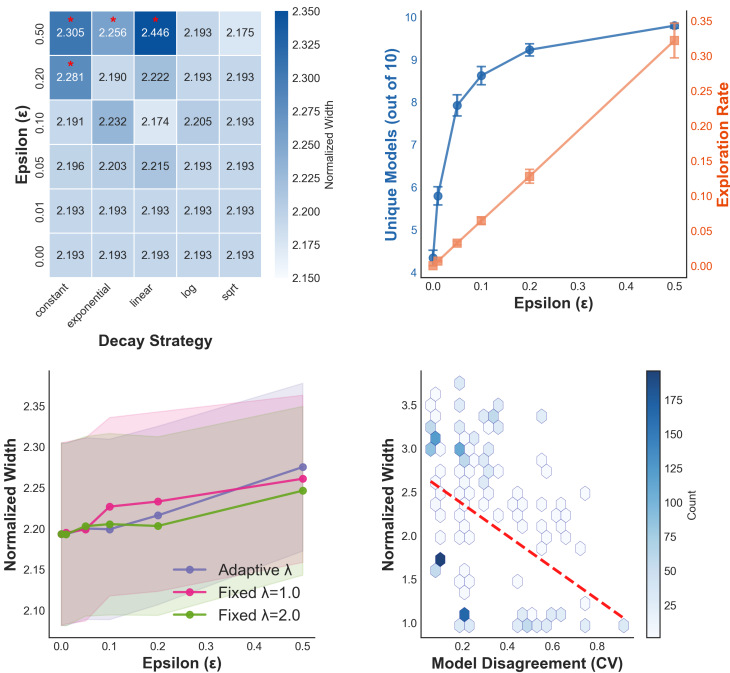 Epsilon (ε)
0.50
0.20
0.10
0.05
0.01
0.00
* * *
2.305 2.256 2.446 2.193 2.175
*
2.281 2.190 2.222 2.193 2.193
2.191 2.232 2.174 2.205 2.193
2.196 2.203 2.215 2.193 2.193
2.193 2.193 2.193 2.193 2.193
2.193 2.193 2.193 2.193 2.193
constant
exponential
linear
log
sqrt
Decay Strategy
2.350
2.325
2.300
2.275
2.250
2.225
2.200
2.175
2.150
Normalized Width
Unique Models (out of 10)
10
9
8
7
6
5
4
0.0 0.1 0.2 0.3 0.4 0.5
Epsilon (ε)
0.35
0.30
0.25
0.20
0.15
0.10
0.05
0.00
Exploration Rate
Normalized Width
2.35
2.30
2.25
2.20
2.15
2.10
Adaptive λ
Fixed λ=1.0
Fixed λ=2.0
0.0 0.1 0.2 0.3 0.4 0.5
Epsilon (ε)
Normalized Width
3.5
3.0
2.5
2.0
1.5
1.0
0.2 0.4 0.6 0.8
Model Disagreement (CV)
175
150
125
100
75
50
25
Count